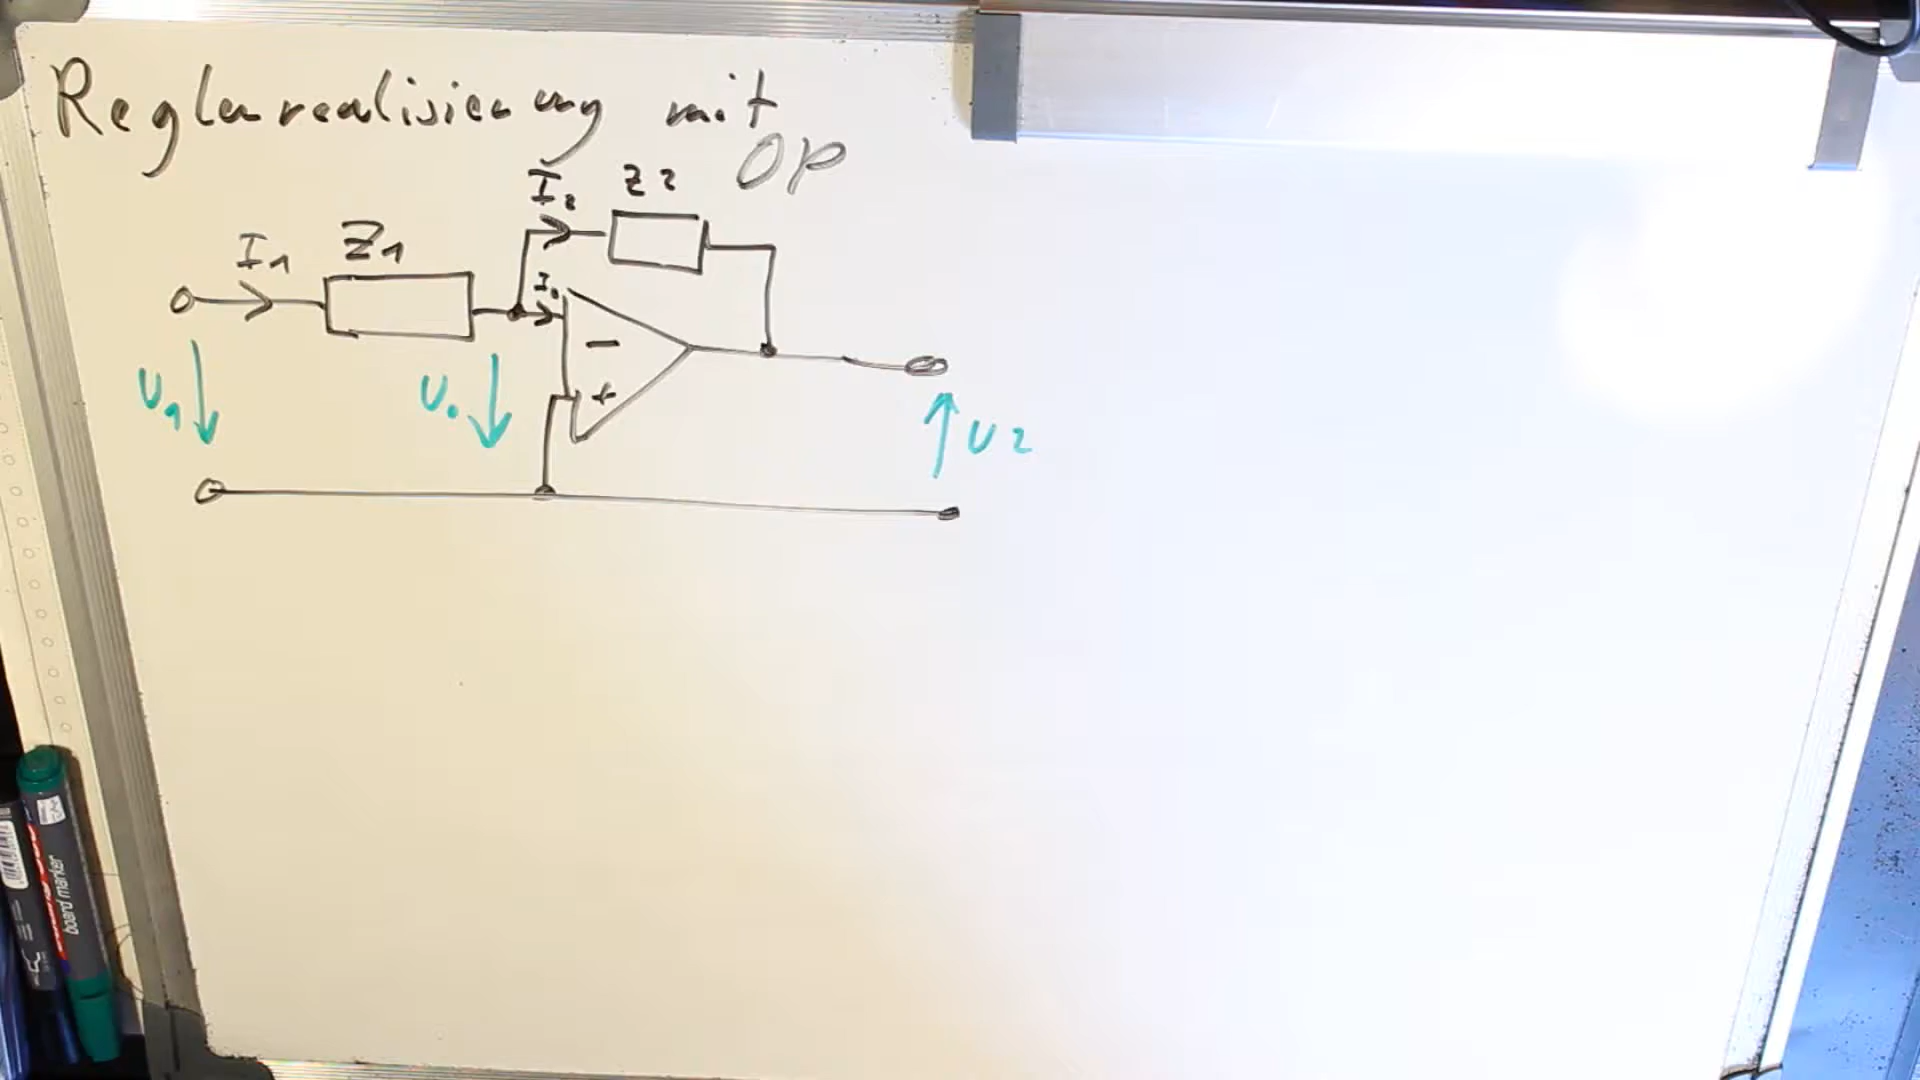 Reglerrealisierung mit
OP
I2 Z2
I1 Z1
I0
−
+
U1 U0 U2
board marker